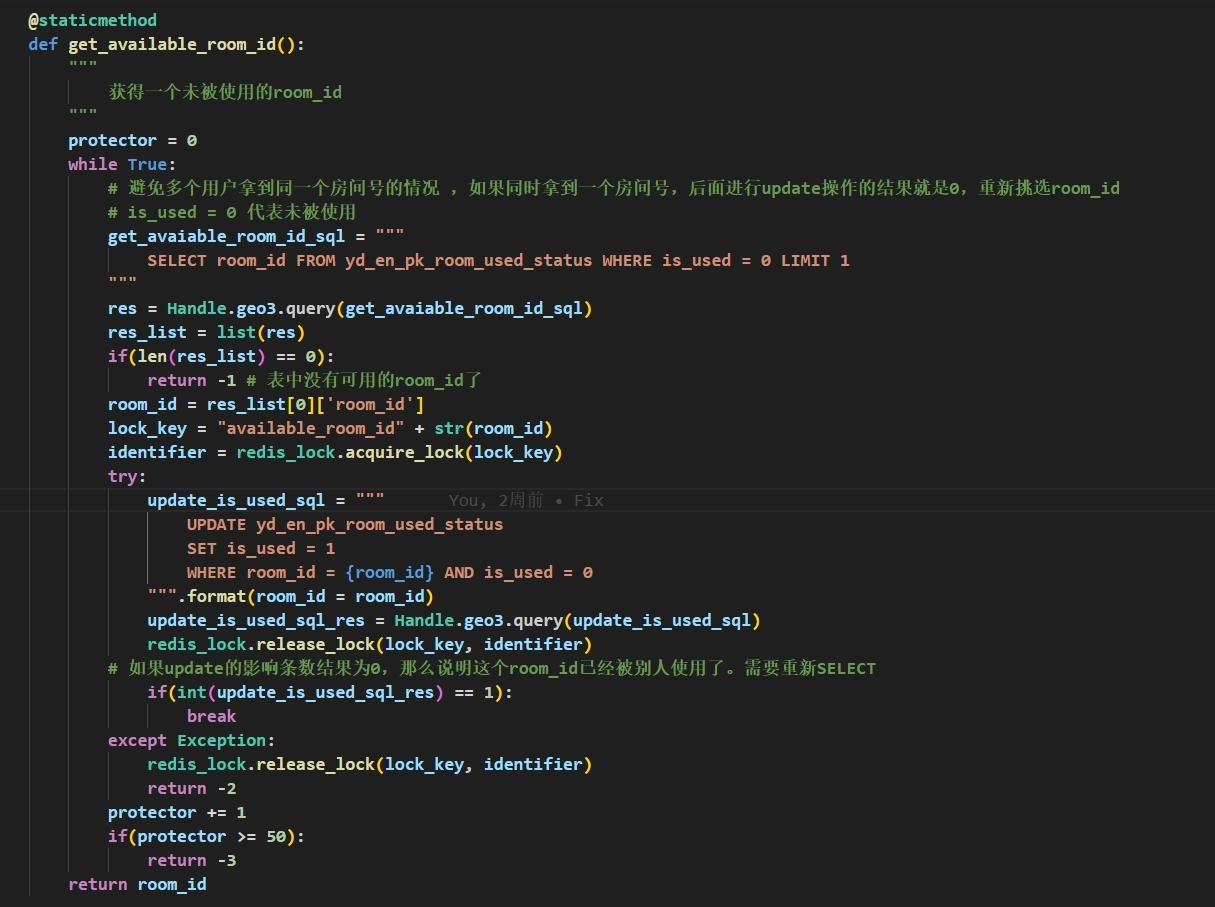 @staticmethod
def get_available_room_id():
    """
        获得一个未被使用的room_id
    """
    protector = 0
    while True:
        # 避免多个用户拿到同一个房间号的情况 ，如果同时拿到一个房间号，后面进行update操作的结果就是0，重新挑选room_id
        # is_used = 0 代表未被使用
        get_avaiable_room_id_sql = """
            SELECT room_id FROM yd_en_pk_room_used_status WHERE is_used = 0 LIMIT 1
        """
        res = Handle.geo3.query(get_avaiable_room_id_sql)
        res_list = list(res)
        if(len(res_list) == 0):
            return -1 # 表中没有可用的room_id了
        room_id = res_list[0]['room_id']
        lock_key = "available_room_id" + str(room_id)
        identifier = redis_lock.acquire_lock(lock_key)
        try:
            update_is_used_sql = """ You, 2周前 • Fix
                UPDATE yd_en_pk_room_used_status
                SET is_used = 1
                WHERE room_id = {room_id} AND is_used = 0
            """.format(room_id = room_id)
            update_is_used_sql_res = Handle.geo3.query(update_is_used_sql)
            redis_lock.release_lock(lock_key, identifier)
        # 如果update的影响条数结果为0，那么说明这个room_id已经被别人使用了。需要重新SELECT
            if(int(update_is_used_sql_res) == 1):
                break
        except Exception:
            redis_lock.release_lock(lock_key, identifier)
            return -2
        protector += 1
        if(protector >= 50):
            return -3
    return room_id